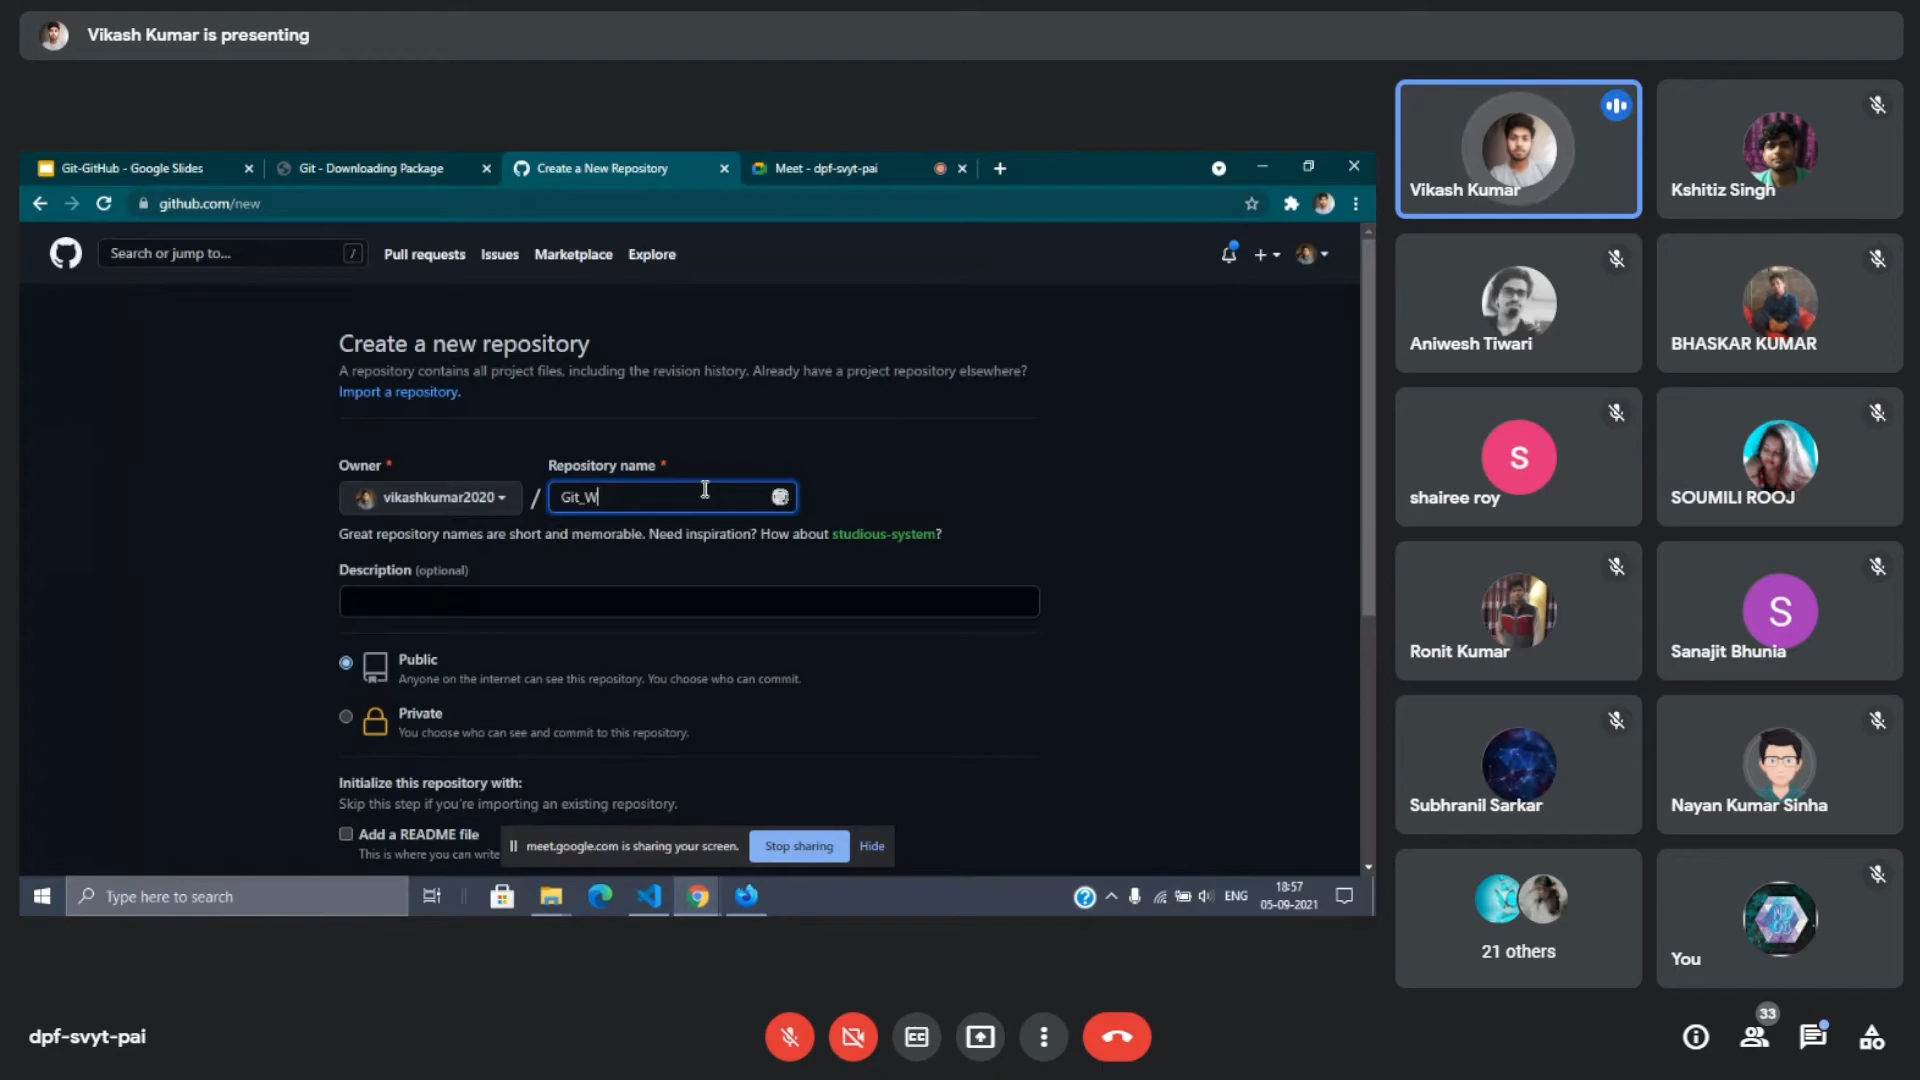 Vikash Kumar is presenting
Git-GitHub - Google Slides
Git - Downloading Package
Create a New Repository
Meet - dpf-svyt-pai
github.com/new
Search or jump to...
/
Pull requests
Issues
Marketplace
Explore
Create a new repository
A repository contains all project files, including the revision history. Already have a project repository elsewhere?
Import a repository.
Owner *
Repository name *
vikashkumar2020
/
Git_W
Great repository names are short and memorable. Need inspiration? How about studious-system?
Description (optional)
Public
Anyone on the internet can see this repository. You choose who can commit.
Private
You choose who can see and commit to this repository.
Initialize this repository with:
Skip this step if you're importing an existing repository.
Add a README file
This is where you can write
meet.google.com is sharing your screen.
Stop sharing
Hide
Type here to search
ENG
18:57
05-09-2021
Vikash Kumar
Kshitiz Singh
Aniwesh Tiwari
BHASKAR KUMAR
S
shairee roy
SOUMILI ROOJ
Ronit Kumar
S
Sanajit Bhunia
Subhranil Sarkar
Nayan Kumar Sinha
21 others
You
dpf-svyt-pai
33